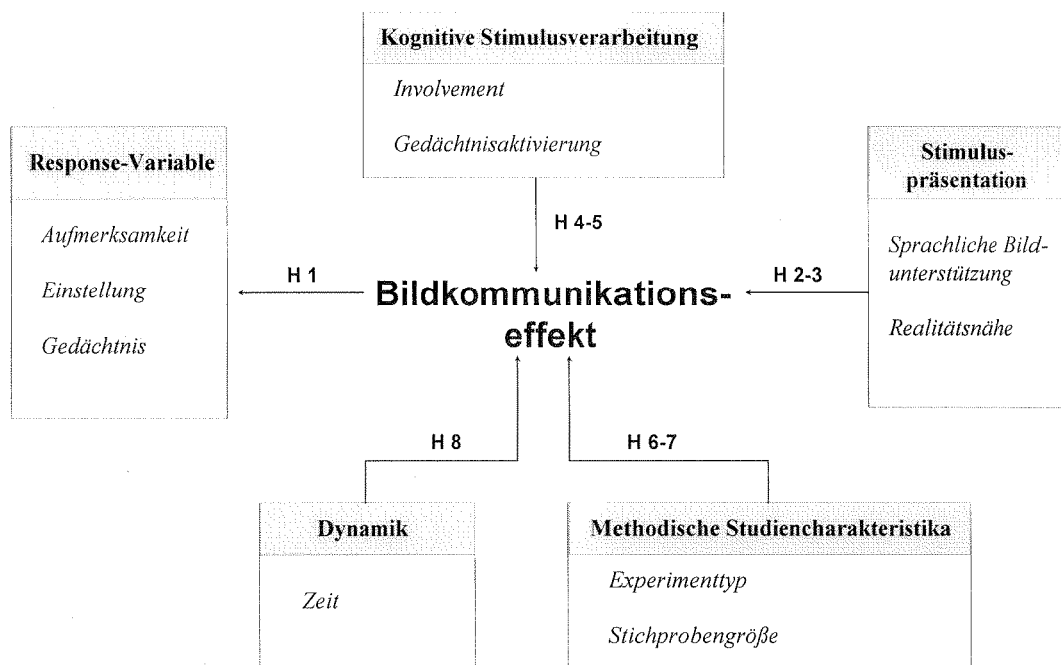 Kognitive Stimulusverarbeitung
Involvement
Gedächtnisaktivierung
Response-Variable
Aufmerksamkeit
Einstellung
Gedächtnis
Stimulus-
präsentation
Sprachliche Bild-
unterstützung
Realitätsnähe
H 4-5
H 1
H 2-3
Bildkommunikations-
effekt
H 8
H 6-7
Dynamik
Zeit
Methodische Studiencharakteristika
Experimenttyp
Stichprobengröße